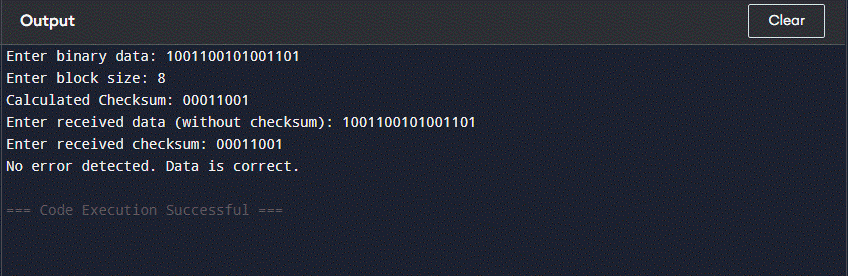 Output
Clear
Enter binary data: 1001100101001101
Enter block size: 8
Calculated Checksum: 00011001
Enter received data (without checksum): 1001100101001101
Enter received checksum: 00011001
No error detected. Data is correct.
=== Code Execution Successful ===